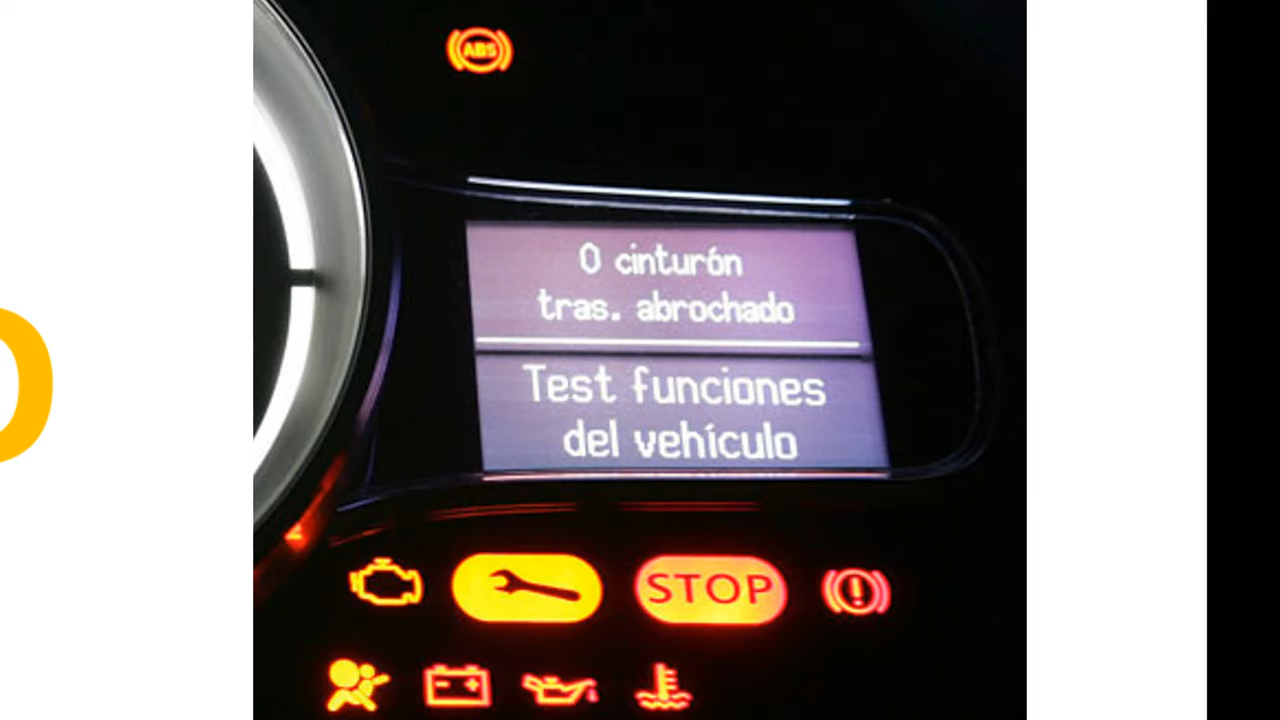 ABS
0 cinturón
tras. abrochado
Test funciones
del vehículo
STOP